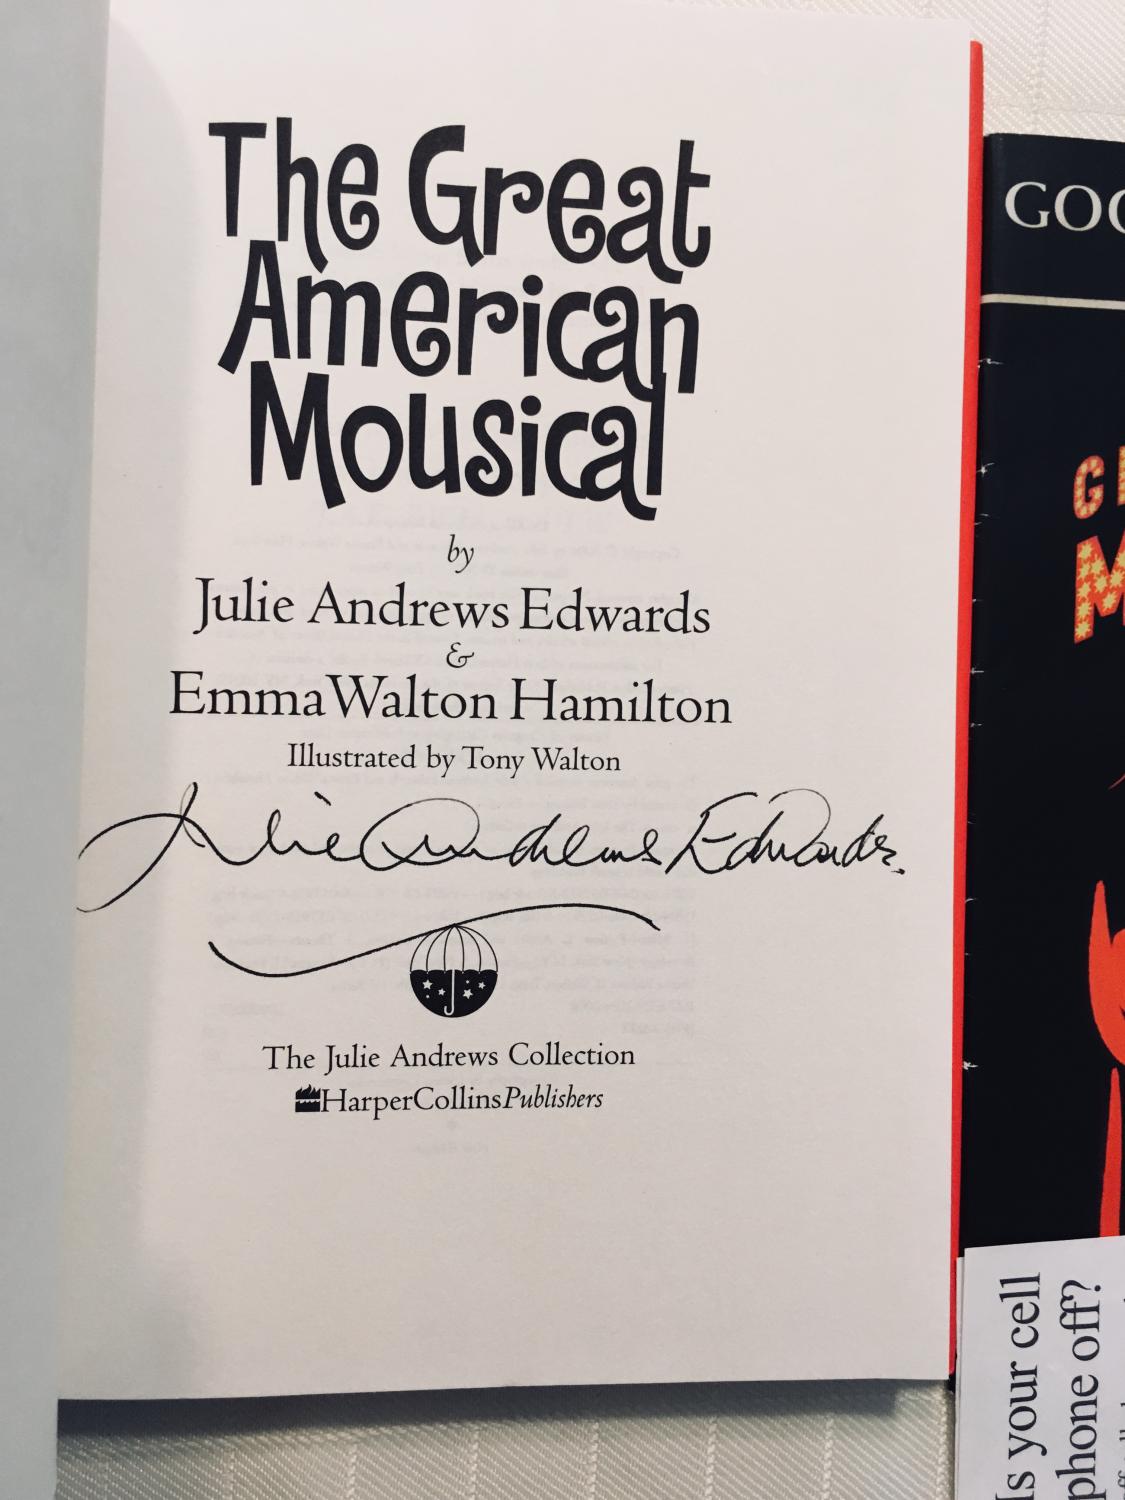 The Great
American
Mousical
by
Julie Andrews Edwards
&
Emma Walton Hamilton
Illustrated by Tony Walton
Julie Andrews Edwards.
The Julie Andrews Collection
HarperCollinsPublishers
Is your cell
phone off?